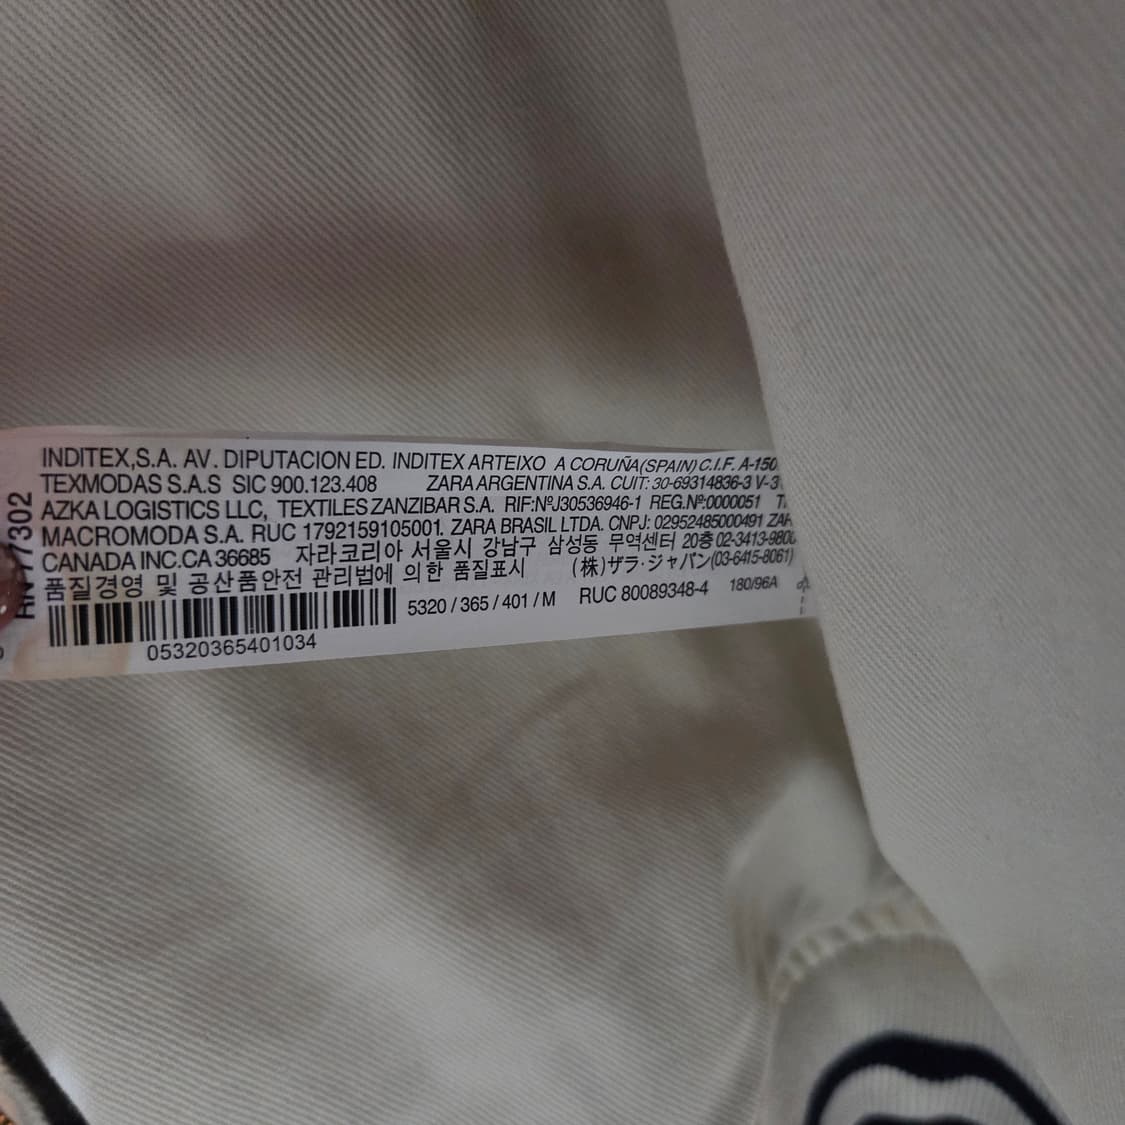 INDITEX,S.A. AV. DIPUTACION ED. INDITEX ARTEIXO A CORUÑA(SPAIN) C.I.F. A-150
TEXMODAS S.A.S SIC 900.123.408 ZARA ARGENTINA S.A. CUIT: 30-69314836-3 V-3
AZKA LOGISTICS LLC, TEXTILES ZANZIBAR S.A. RIF:NºJ30536946-1 REG.Nº:0000051
MACROMODA S.A. RUC 1792159105001. ZARA BRASIL LTDA. CNPJ: 02952485000491
CANADA INC.CA 36685 자라코리아 서울시 강남구 삼성동 무역센터 20층 02-3413-9800
품질경영 및 공산품안전 관리법에 의한 품질표시 (株)ザラ·ジャパン(03-6415-8061)
5320 / 365 / 401 / M RUC 80089348-4 180/96A
05320365401034
77302